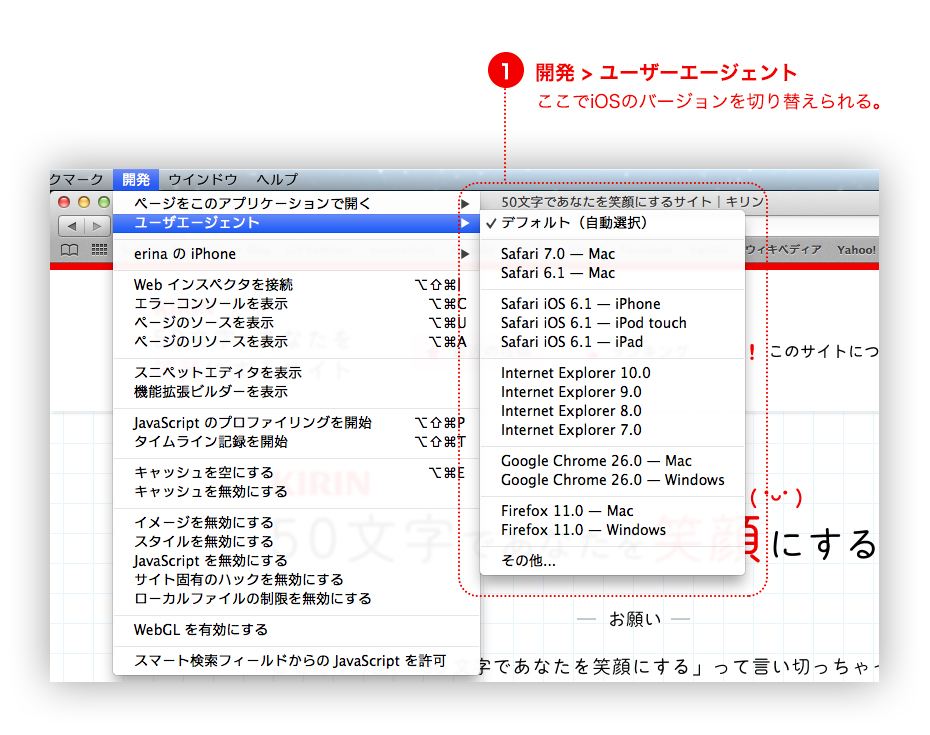 1 開発 > ユーザーエージェント
ここでiOSのバージョンを切り替えられる。
クマーク 開発 ウインドウ ヘルプ
50文字であなたを笑顔にするサイト | キリン
ウィキペディア Yahoo!
ページをこのアプリケーションで開く
ユーザエージェント
erina の iPhone
Web インスペクタを接続 ⌥⇧⌘I
エラーコンソールを表示 ⌥⌘C
ページのソースを表示 ⌥⌘U
ページのリソースを表示 ⌥⌘A
スニペットエディタを表示
機能拡張ビルダーを表示
JavaScript のプロファイリングを開始 ⌥⇧⌘P
タイムライン記録を開始 ⌥⇧⌘T
キャッシュを空にする ⌥⌘E
キャッシュを無効にする
イメージを無効にする
スタイルを無効にする
JavaScript を無効にする
サイト固有のハックを無効にする
ローカルファイルの制限を無効にする
WebGL を有効にする
スマート検索フィールドからの JavaScript を許可
✓ デフォルト（自動選択）
Safari 7.0 — Mac
Safari 6.1 — Mac
Safari iOS 6.1 — iPhone
Safari iOS 6.1 — iPod touch
Safari iOS 6.1 — iPad
Internet Explorer 10.0
Internet Explorer 9.0
Internet Explorer 8.0
Internet Explorer 7.0
Google Chrome 26.0 — Mac
Google Chrome 26.0 — Windows
Firefox 11.0 — Mac
Firefox 11.0 — Windows
その他...
! このサイトにつ
KIRIN
50文字であなたを笑顔にする
お願い
字であなたを笑顔にする」って言い切っちゃっ